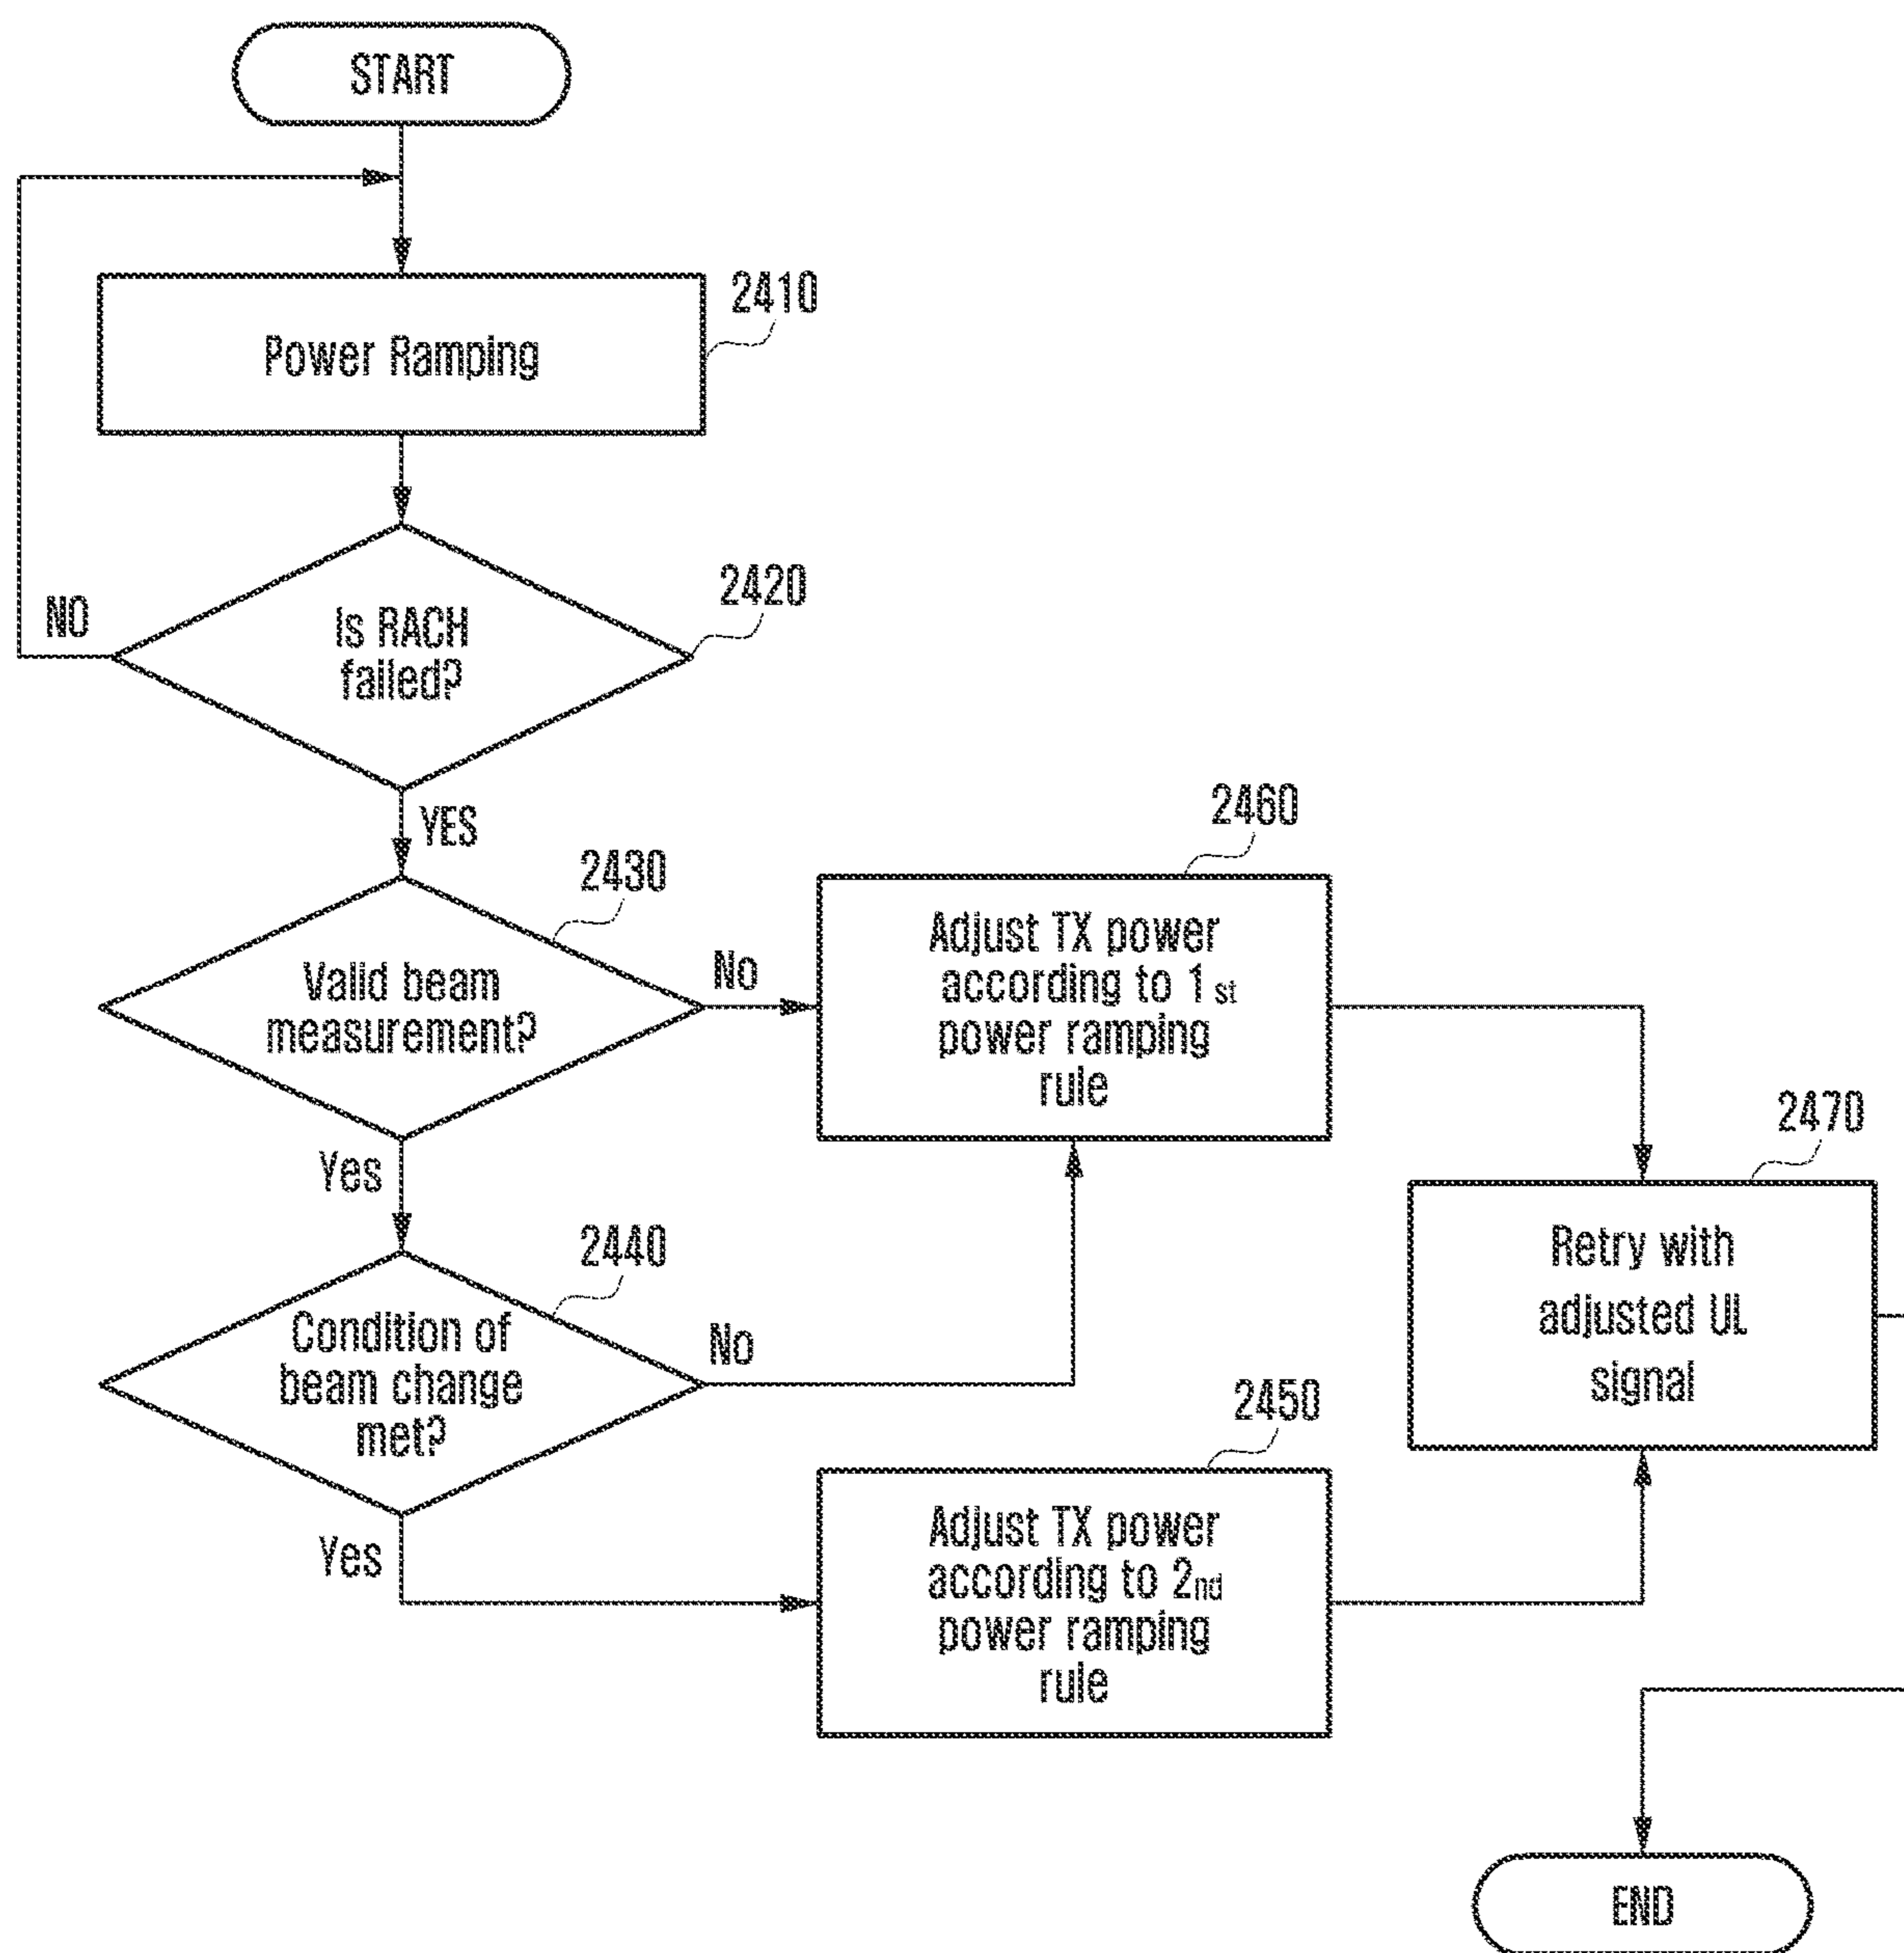 START
2410
Power Ramping
2420
NO
Is RACH
failed?
YES
2430
Valid beam
measurement?
No
2460
Adjust TX power
according to 1 st
power ramping
rule
Yes
2440
Condition of
beam change
met?
No
2470
Retry with
adjusted UL
signal
Yes
2450
Adjust TX power
according to 2nd
power ramping
rule
END